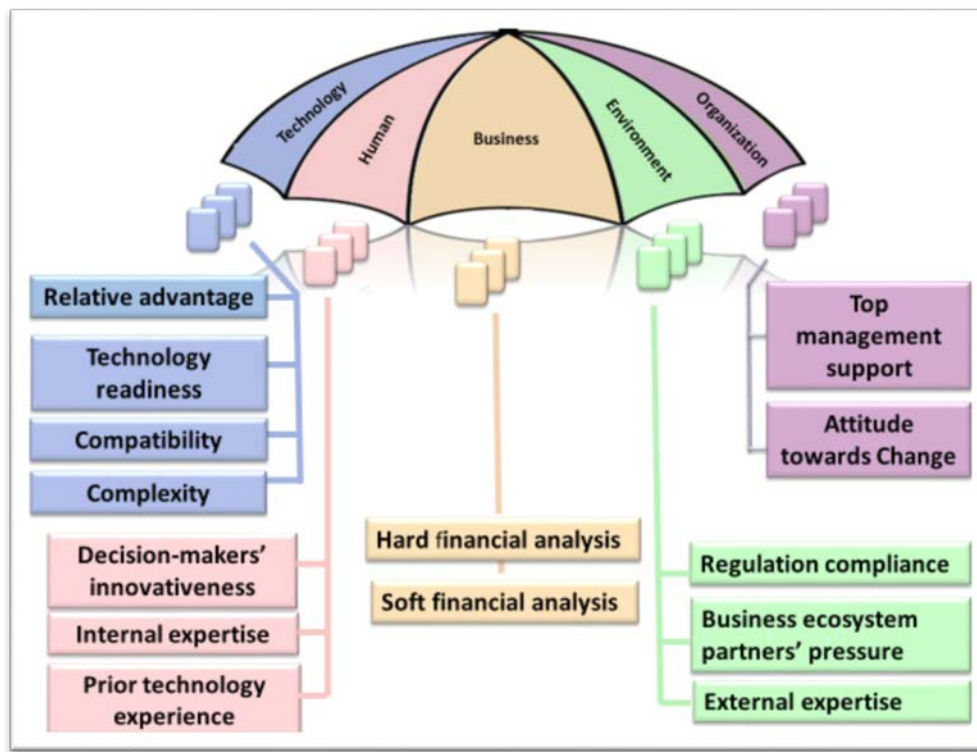 Technology
Human
Business
Environment
Organization
Relative advantage
Technology
readiness
Compatibility
Complexity
Decision-makers'
innovativeness
Internal expertise
Prior technology
experience
Hard financial analysis
Soft financial analysis
Regulation compliance
Business ecosystem
partners' pressure
External expertise
Top
management
support
Attitude
towards Change